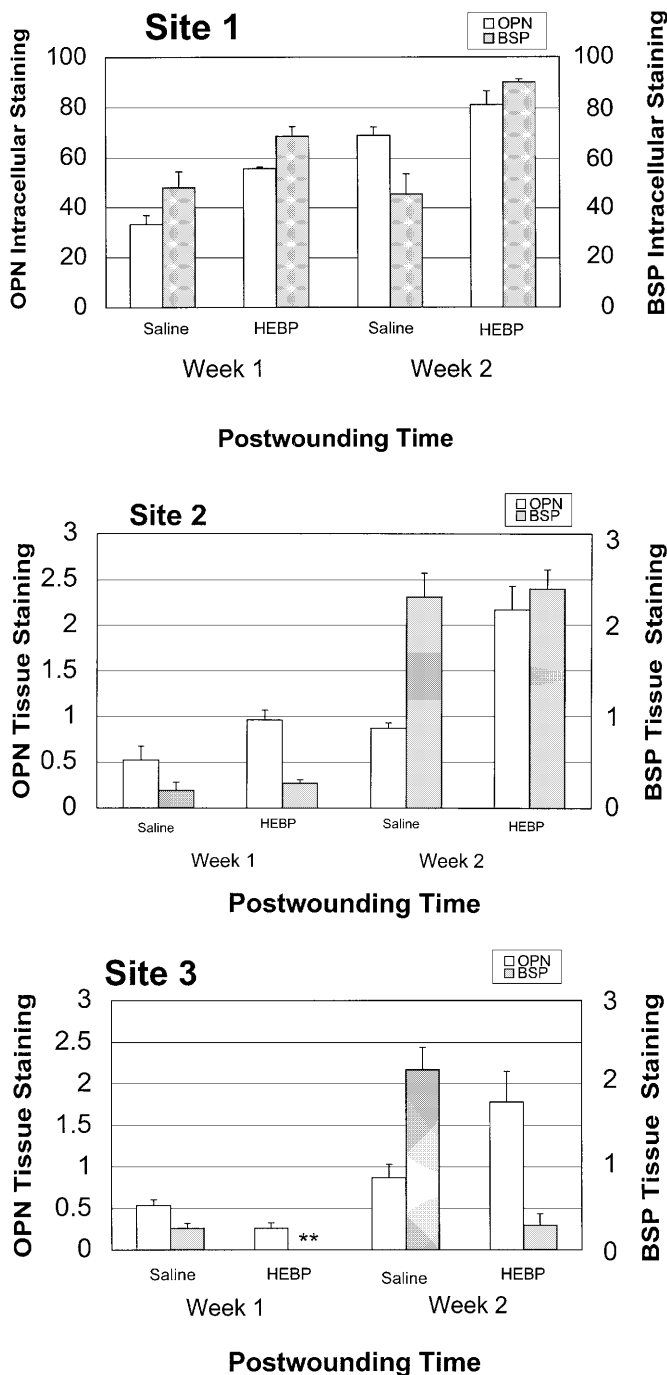 Site 1
OPN
BSP
OPN Intracellular Staining
BSP Intracellular Staining
100 100
80 80
60 60
40 40
20 20
0 0
Saline HEBP Saline HEBP
Week 1 Week 2
Postwounding Time
Site 2
OPN
BSP
OPN Tissue Staining
BSP Tissue Staining
3 3
2.5
2 2
1.5
1 1
0.5
0 0
Saline HEBP Saline HEBP
Week 1 Week 2
Postwounding Time
Site 3
OPN
BSP
OPN Tissue Staining
BSP Tissue Staining
3 3
2.5
2 2
1.5
1 1
0.5
0 0
**
Saline HEBP Saline HEBP
Week 1 Week 2
Postwounding Time